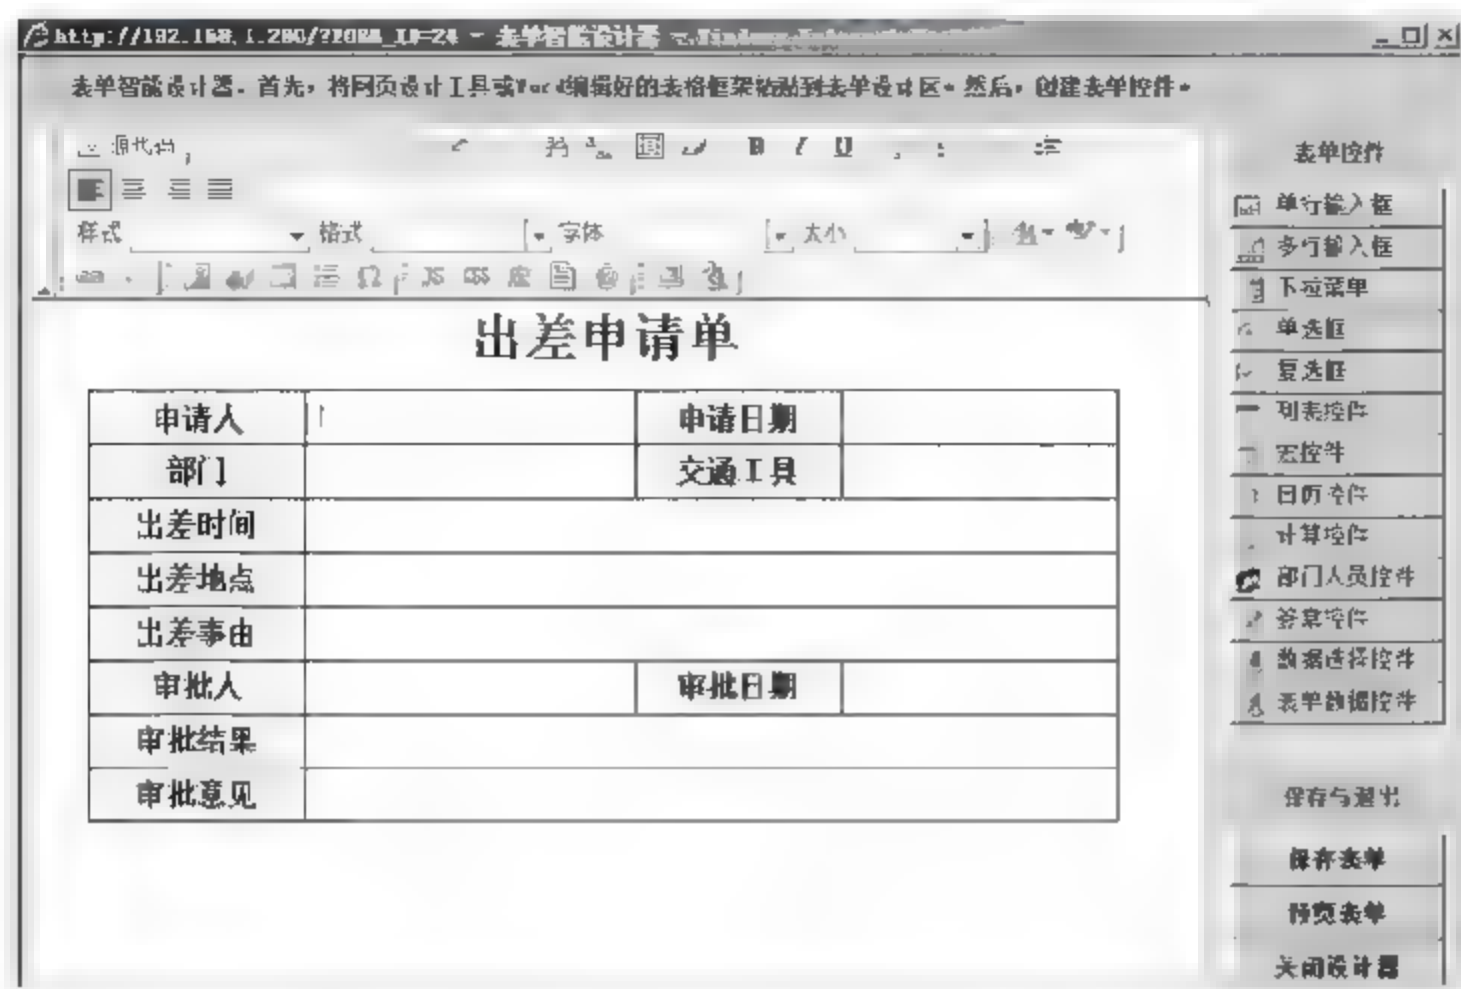 表单智能设计器
表单智能设计器。首先，将网页设计工具或Word编辑好的表格框架粘贴到表单设计区。然后，创建表单控件。
源代码
B I U
样式 格式 字体 大小
Ω JS CSS
出差申请单
申请人 申请日期
部门 交通工具
出差时间
出差地点
出差事由
审批人 审批日期
审批结果
审批意见
表单控件
单行输入框
多行输入框
下拉菜单
单选框
复选框
列表控件
宏控件
日历控件
计算控件
部门人员控件
签章控件
数据选择控件
表单数据控件
保存与退出
保存表单
预览表单
关闭设计器